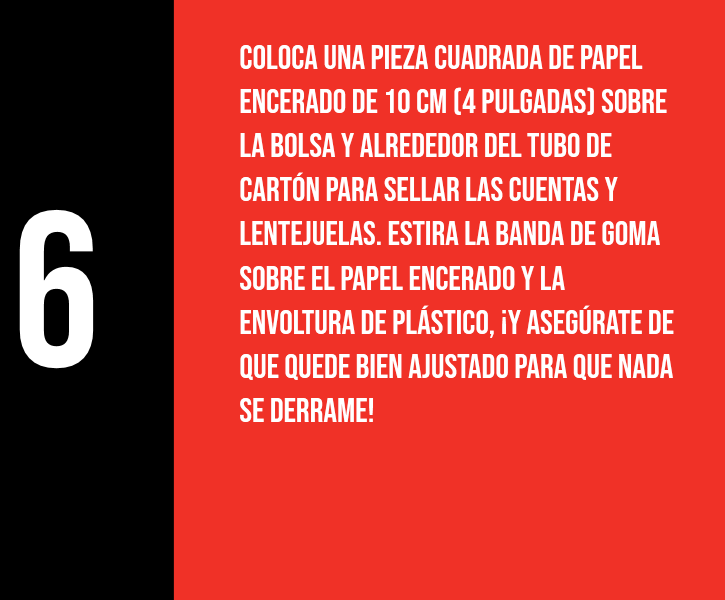 6
COLOCA UNA PIEZA CUADRADA DE PAPEL
ENCERADO DE 10 CM (4 PULGADAS) SOBRE
LA BOLSA Y ALREDEDOR DEL TUBO DE
CARTÓN PARA SELLAR LAS CUENTAS Y
LENTEJUELAS. ESTIRA LA BANDA DE GOMA
SOBRE EL PAPEL ENCERADO Y LA
ENVOLTURA DE PLÁSTICO, ¡Y ASEGÚRATE DE
QUE QUEDE BIEN AJUSTADO PARA QUE NADA
SE DERRAME!